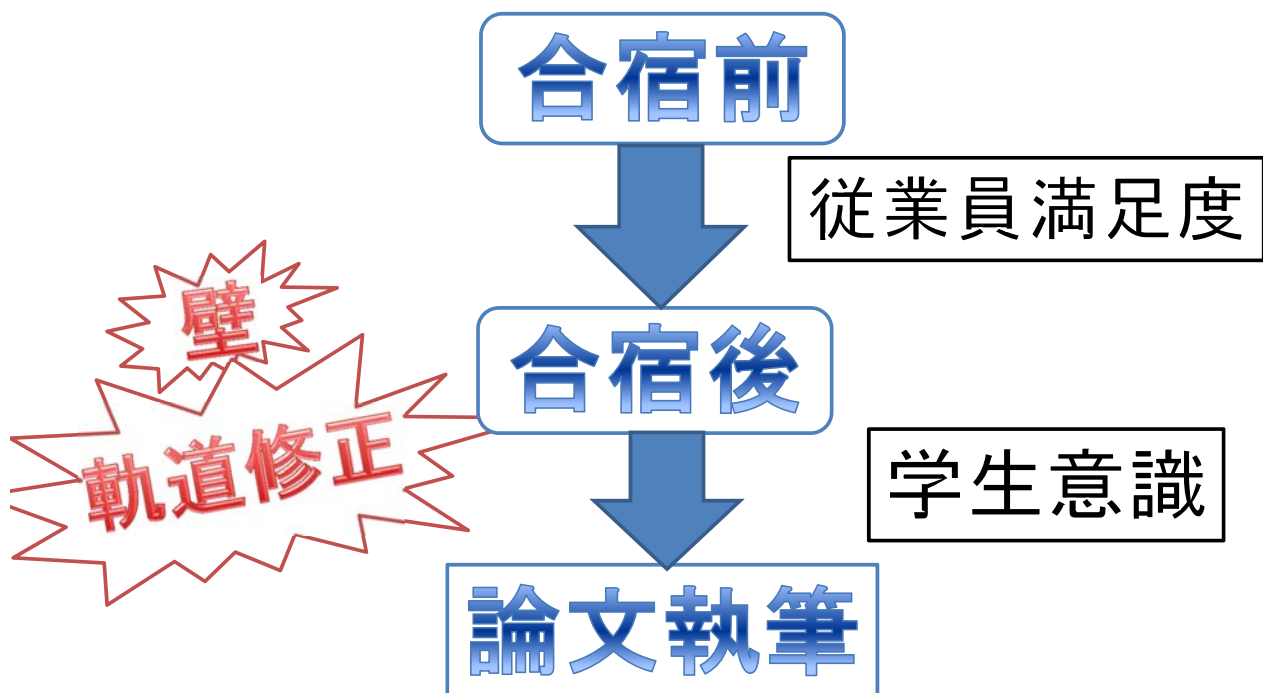 合宿前
従業員満足度
壁
軌道修正
合宿後
学生意識
論文執筆